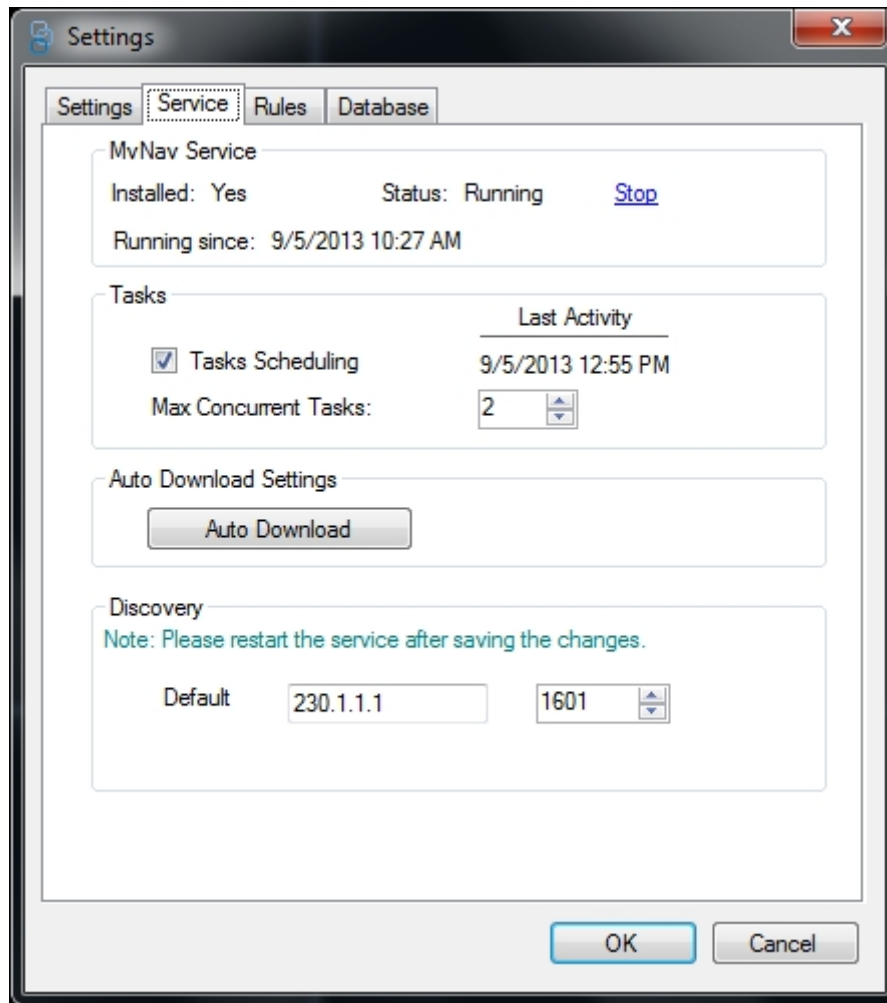 Settings
Settings Service Rules Database
MvNav Service
Installed: Yes Status: Running Stop
Running since: 9/5/2013 10:27 AM
Tasks
Last Activity
Tasks Scheduling 9/5/2013 12:55 PM
Max Concurrent Tasks: 2
Auto Download Settings
Auto Download
Discovery
Note: Please restart the service after saving the changes.
Default 230.1.1.1 1601
OK Cancel